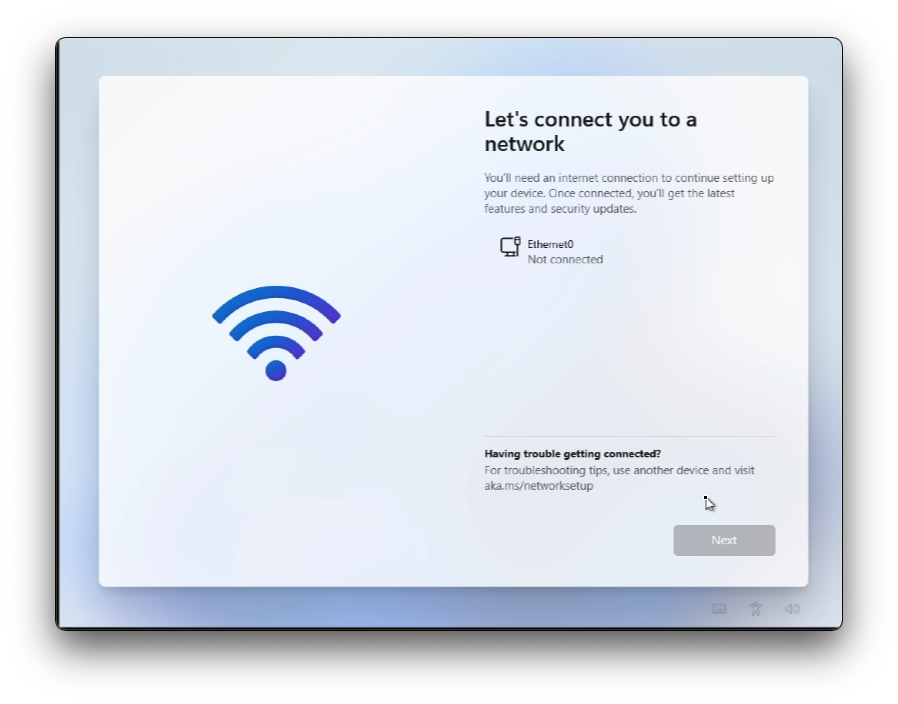 Let's connect you to a
network
You'll need an internet connection to continue setting up
your device. Once connected, you'll get the latest
features and security updates.
Ethernet0
Not connected
Having trouble getting connected?
For troubleshooting tips, use another device and visit
aka.ms/networksetup
Next